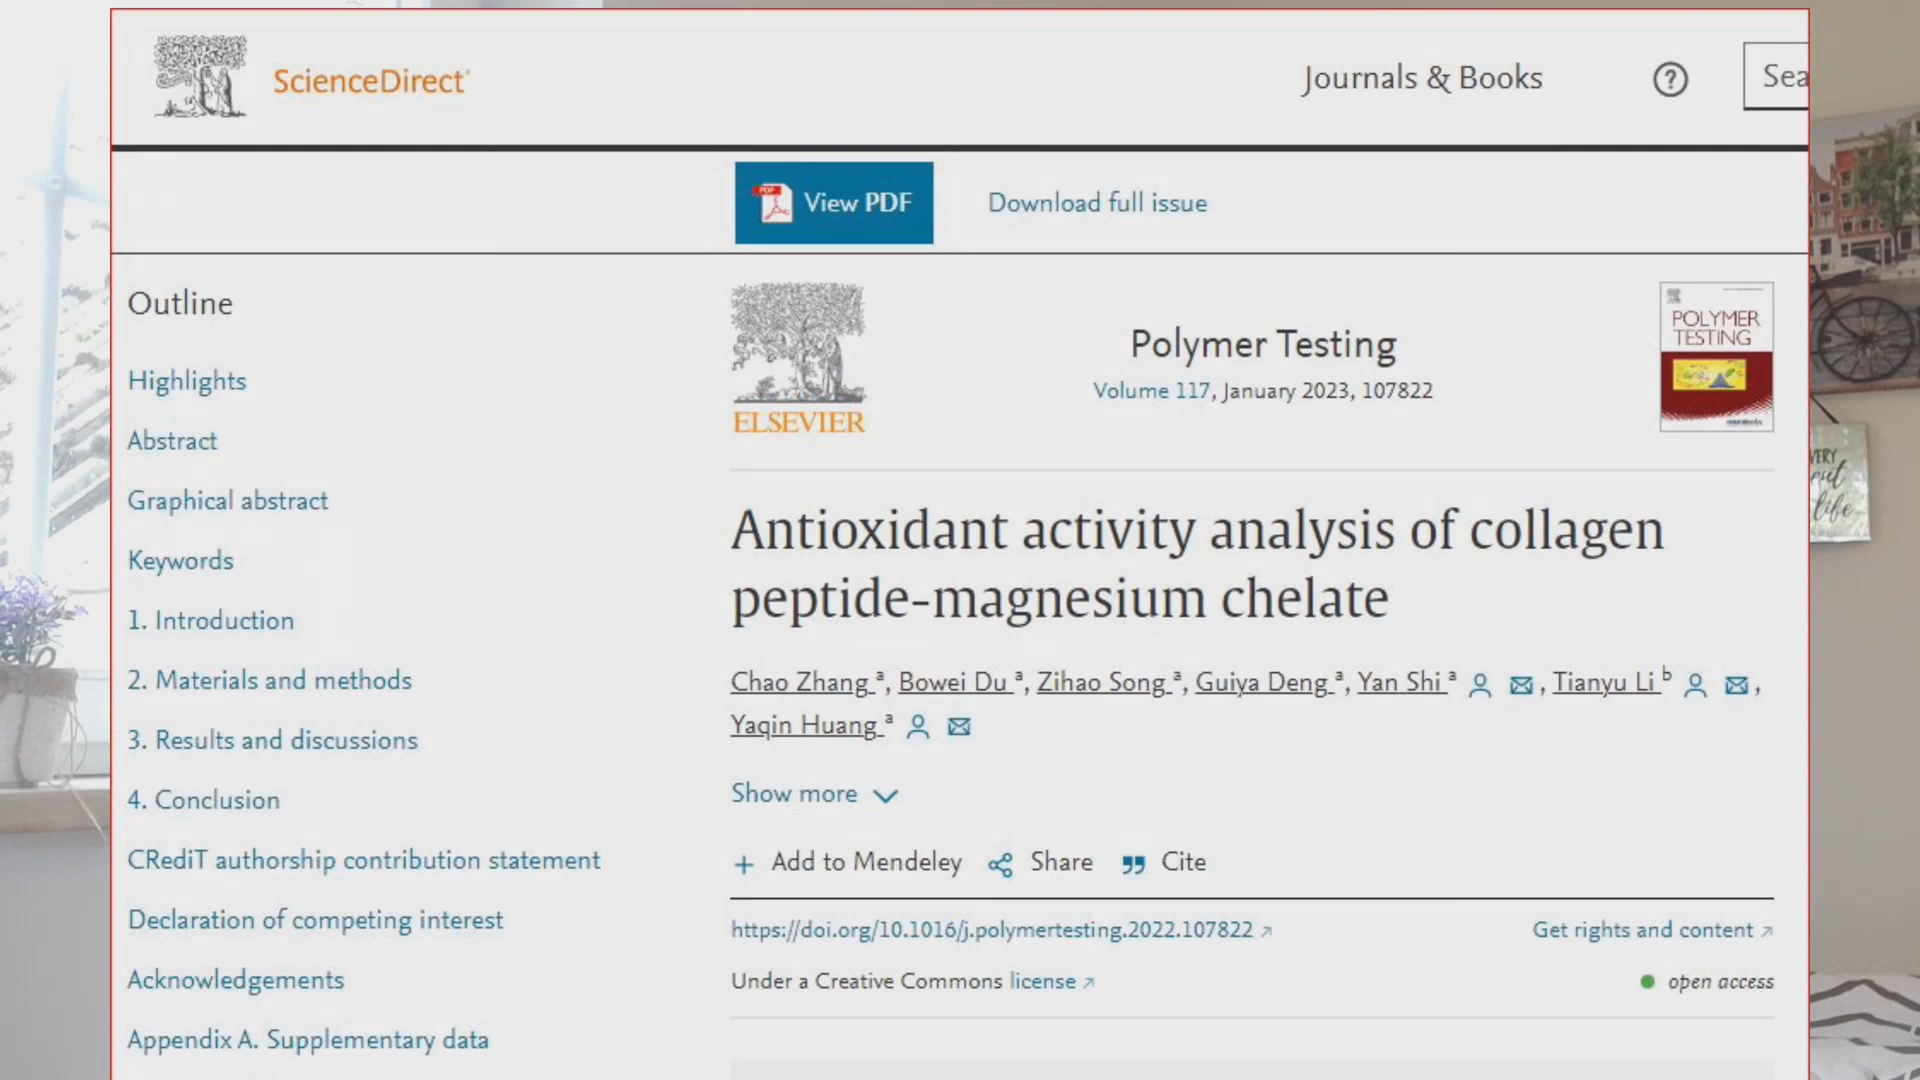 ScienceDirect
Journals & Books
Sea
View PDF
Download full issue
Outline
Highlights
Abstract
Graphical abstract
Keywords
1. Introduction
2. Materials and methods
3. Results and discussions
4. Conclusion
CRediT authorship contribution statement
Declaration of competing interest
Acknowledgements
Appendix A. Supplementary data
ELSEVIER
Polymer Testing
Volume 117, January 2023, 107822
POLYMER
TESTING
Antioxidant activity analysis of collagen
peptide-magnesium chelate
Chao Zhang a, Bowei Du a, Zihao Song a, Guiya Deng a, Yan Shi a, Tianyu Li b,
Yaqin Huang a
Show more
Add to Mendeley Share Cite
https://doi.org/10.1016/j.polymertesting.2022.107822
Get rights and content
Under a Creative Commons license
open access
VERY
life